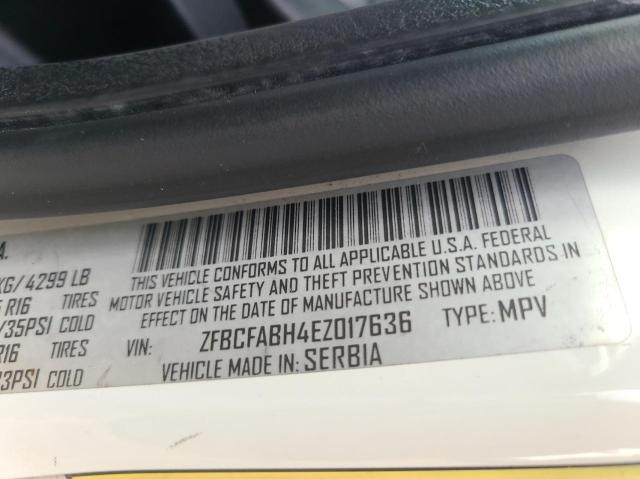 A.
KG/ 4299 LB
R16 TIRES
/35PSI COLD
R16 TIRES
33PSI COLD
THIS VEHICLE CONFORMS TO ALL APPLICABLE U.S.A. FEDERAL
MOTOR VEHICLE SAFETY AND THEFT PREVENTION STANDARDS IN
EFFECT ON THE DATE OF MANUFACTURE SHOWN ABOVE
VIN: ZFBCFABH4EZ017636 TYPE: MPV
VEHICLE MADE IN: SERBIA